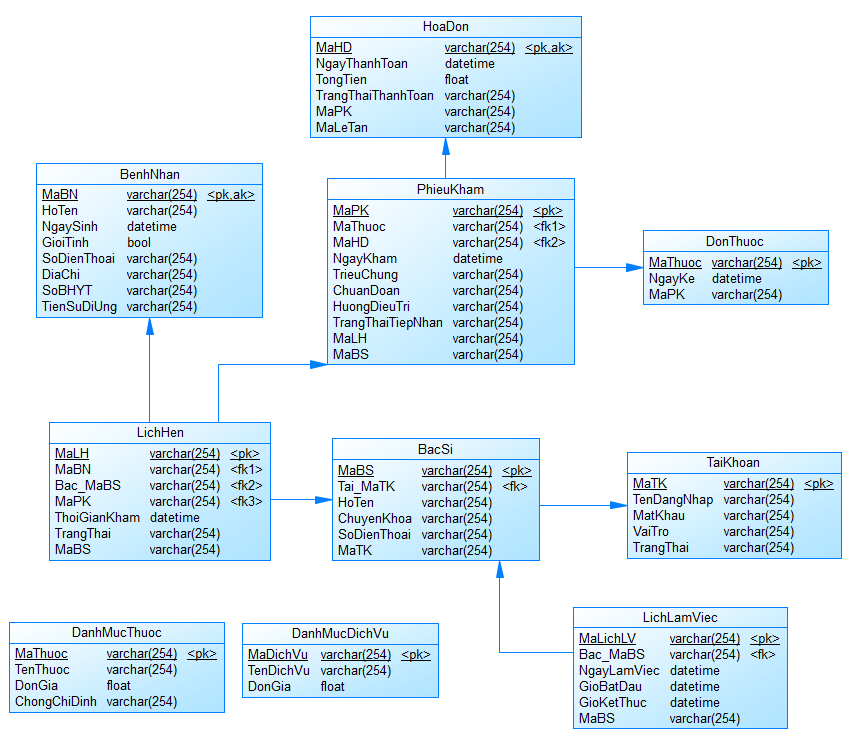 HoaDon
MaHD varchar(254) <pk,ak>
NgayThanhToan datetime
TongTien float
TrangThaiThanhToan varchar(254)
MaPK varchar(254)
MaLeTan varchar(254)
BenhNhan
MaBN varchar(254) <pk,ak>
HoTen varchar(254)
NgaySinh datetime
GioiTinh bool
SoDienThoai varchar(254)
DiaChi varchar(254)
SoBHYT varchar(254)
TienSuDiUng varchar(254)
PhieuKham
MaPK varchar(254) <pk>
MaThuoc varchar(254) <fk1>
MaHD varchar(254) <fk2>
NgayKham datetime
TrieuChung varchar(254)
ChuanDoan varchar(254)
HuongDieuTri varchar(254)
TrangThaiTiepNhan varchar(254)
MaLH varchar(254)
MaBS varchar(254)
DonThuoc
MaThuoc varchar(254) <pk>
NgayKe datetime
MaPK varchar(254)
LichHen
MaLH varchar(254) <pk>
MaBN varchar(254) <fk1>
Bac_MaBS varchar(254) <fk2>
MaPK varchar(254) <fk3>
ThoiGianKham datetime
TrangThai varchar(254)
MaBS varchar(254)
BacSi
MaBS varchar(254) <pk>
Tai_MaTK varchar(254) <fk>
HoTen varchar(254)
ChuyenKhoa varchar(254)
SoDienThoai varchar(254)
MaTK varchar(254)
TaiKhoan
MaTK varchar(254) <pk>
TenDangNhap varchar(254)
MatKhau varchar(254)
VaiTro varchar(254)
TrangThai varchar(254)
DanhMucThuoc
MaThuoc varchar(254) <pk>
TenThuoc varchar(254)
DonGia float
ChongChiDinh varchar(254)
DanhMucDichVu
MaDichVu varchar(254) <pk>
TenDichVu varchar(254)
DonGia float
LichLamViec
MaLichLV varchar(254) <pk>
Bac_MaBS varchar(254) <fk>
NgayLamViec datetime
GioBatDau datetime
GioKetThuc datetime
MaBS varchar(254)